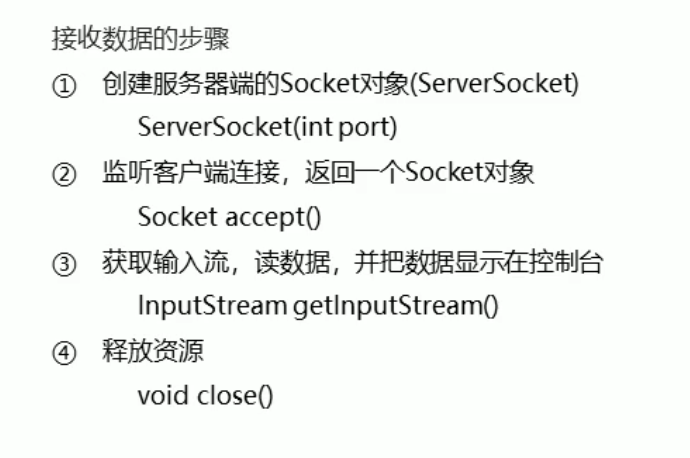 接收数据的步骤
① 创建服务器端的Socket对象(ServerSocket)
ServerSocket(int port)
② 监听客户端连接，返回一个Socket对象
Socket accept()
③ 获取输入流，读数据，并把数据显示在控制台
InputStream getInputStream()
④ 释放资源
void close()